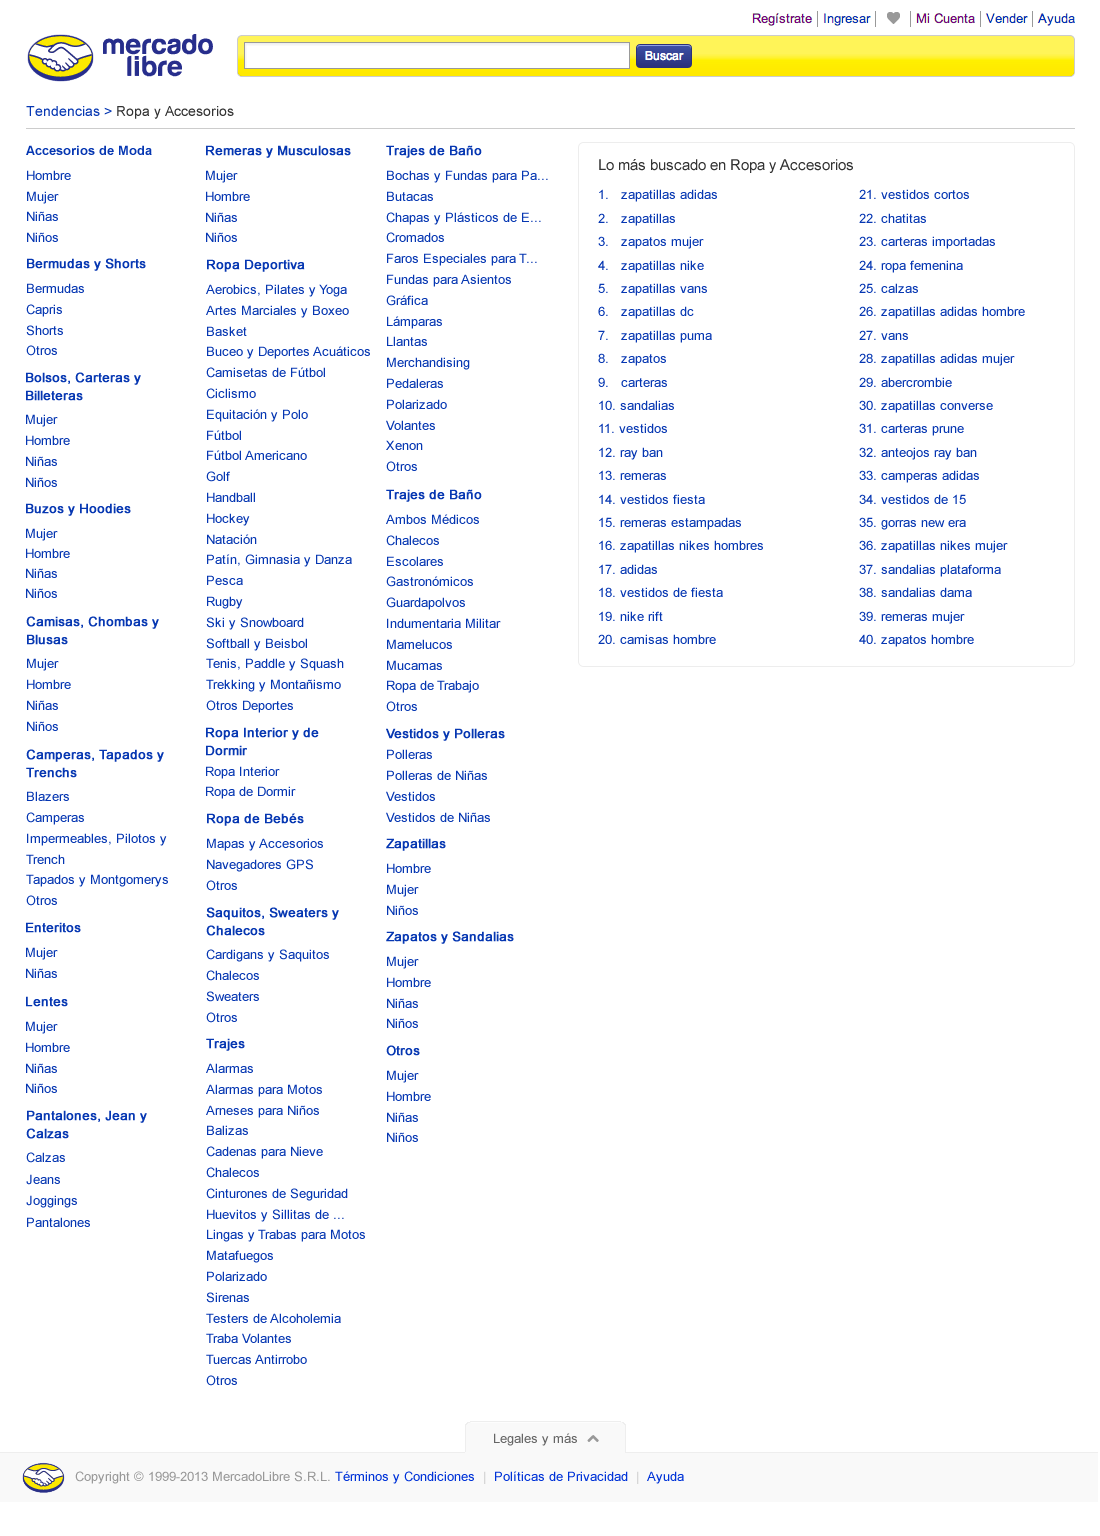 Regístrate
Ingresar
Mi Cuenta
Vender
Ayuda
mercado
libre
Buscar
Tendencias > Ropa y Accesorios
Accesorios de Moda
Hombre
Mujer
Niñas
Niños
Bermudas y Shorts
Bermudas
Capris
Shorts
Otros
Bolsos, Carteras y
Billeteras
Mujer
Hombre
Niñas
Niños
Buzos y Hoodies
Mujer
Hombre
Niñas
Niños
Camisas, Chombas y
Blusas
Mujer
Hombre
Niñas
Niños
Camperas, Tapados y
Trenchs
Blazers
Camperas
Impermeables, Pilotos y
Trench
Tapados y Montgomerys
Otros
Enteritos
Mujer
Niñas
Lentes
Mujer
Hombre
Niñas
Niños
Pantalones, Jean y
Calzas
Calzas
Jeans
Joggings
Pantalones
Remeras y Musculosas
Mujer
Hombre
Niñas
Niños
Ropa Deportiva
Aerobics, Pilates y Yoga
Artes Marciales y Boxeo
Basket
Buceo y Deportes Acuáticos
Camisetas de Fútbol
Ciclismo
Equitación y Polo
Fútbol
Fútbol Americano
Golf
Handball
Hockey
Natación
Patín, Gimnasia y Danza
Pesca
Rugby
Ski y Snowboard
Softball y Beisbol
Tenis, Paddle y Squash
Trekking y Montañismo
Otros Deportes
Ropa Interior y de
Dormir
Ropa Interior
Ropa de Dormir
Ropa de Bebés
Mapas y Accesorios
Navegadores GPS
Otros
Saquitos, Sweaters y
Chalecos
Cardigans y Saquitos
Chalecos
Sweaters
Otros
Trajes
Alarmas
Alarmas para Motos
Arneses para Niños
Balizas
Cadenas para Nieve
Chalecos
Cinturones de Seguridad
Huevitos y Sillitas de ...
Lingas y Trabas para Motos
Matafuegos
Polarizado
Sirenas
Testers de Alcoholemia
Traba Volantes
Tuercas Antirrobo
Otros
Trajes de Baño
Bochas y Fundas para Pa...
Butacas
Chapas y Plásticos de E...
Cromados
Faros Especiales para T...
Fundas para Asientos
Gráfica
Lámparas
Llantas
Merchandising
Pedaleras
Polarizado
Volantes
Xenon
Otros
Trajes de Baño
Ambos Médicos
Chalecos
Escolares
Gastronómicos
Guardapolvos
Indumentaria Militar
Mamelucos
Mucamas
Ropa de Trabajo
Otros
Vestidos y Polleras
Polleras
Polleras de Niñas
Vestidos
Vestidos de Niñas
Zapatillas
Hombre
Mujer
Niños
Zapatos y Sandalias
Mujer
Hombre
Niñas
Niños
Otros
Mujer
Hombre
Niñas
Niños
Lo más buscado en Ropa y Accesorios
1. zapatillas adidas
2. zapatillas
3. zapatos mujer
4. zapatillas nike
5. zapatillas vans
6. zapatillas dc
7. zapatillas puma
8. zapatos
9. carteras
10. sandalias
11. vestidos
12. ray ban
13. remeras
14. vestidos fiesta
15. remeras estampadas
16. zapatillas nikes hombres
17. adidas
18. vestidos de fiesta
19. nike rift
20. camisas hombre
21. vestidos cortos
22. chatitas
23. carteras importadas
24. ropa femenina
25. calzas
26. zapatillas adidas hombre
27. vans
28. zapatillas adidas mujer
29. abercrombie
30. zapatillas converse
31. carteras prune
32. anteojos ray ban
33. camperas adidas
34. vestidos de 15
35. gorras new era
36. zapatillas nikes mujer
37. sandalias plataforma
38. sandalias dama
39. remeras mujer
40. zapatos hombre
Legales y más
Copyright © 1999-2013 MercadoLibre S.R.L. Términos y Condiciones | Políticas de Privacidad | Ayuda